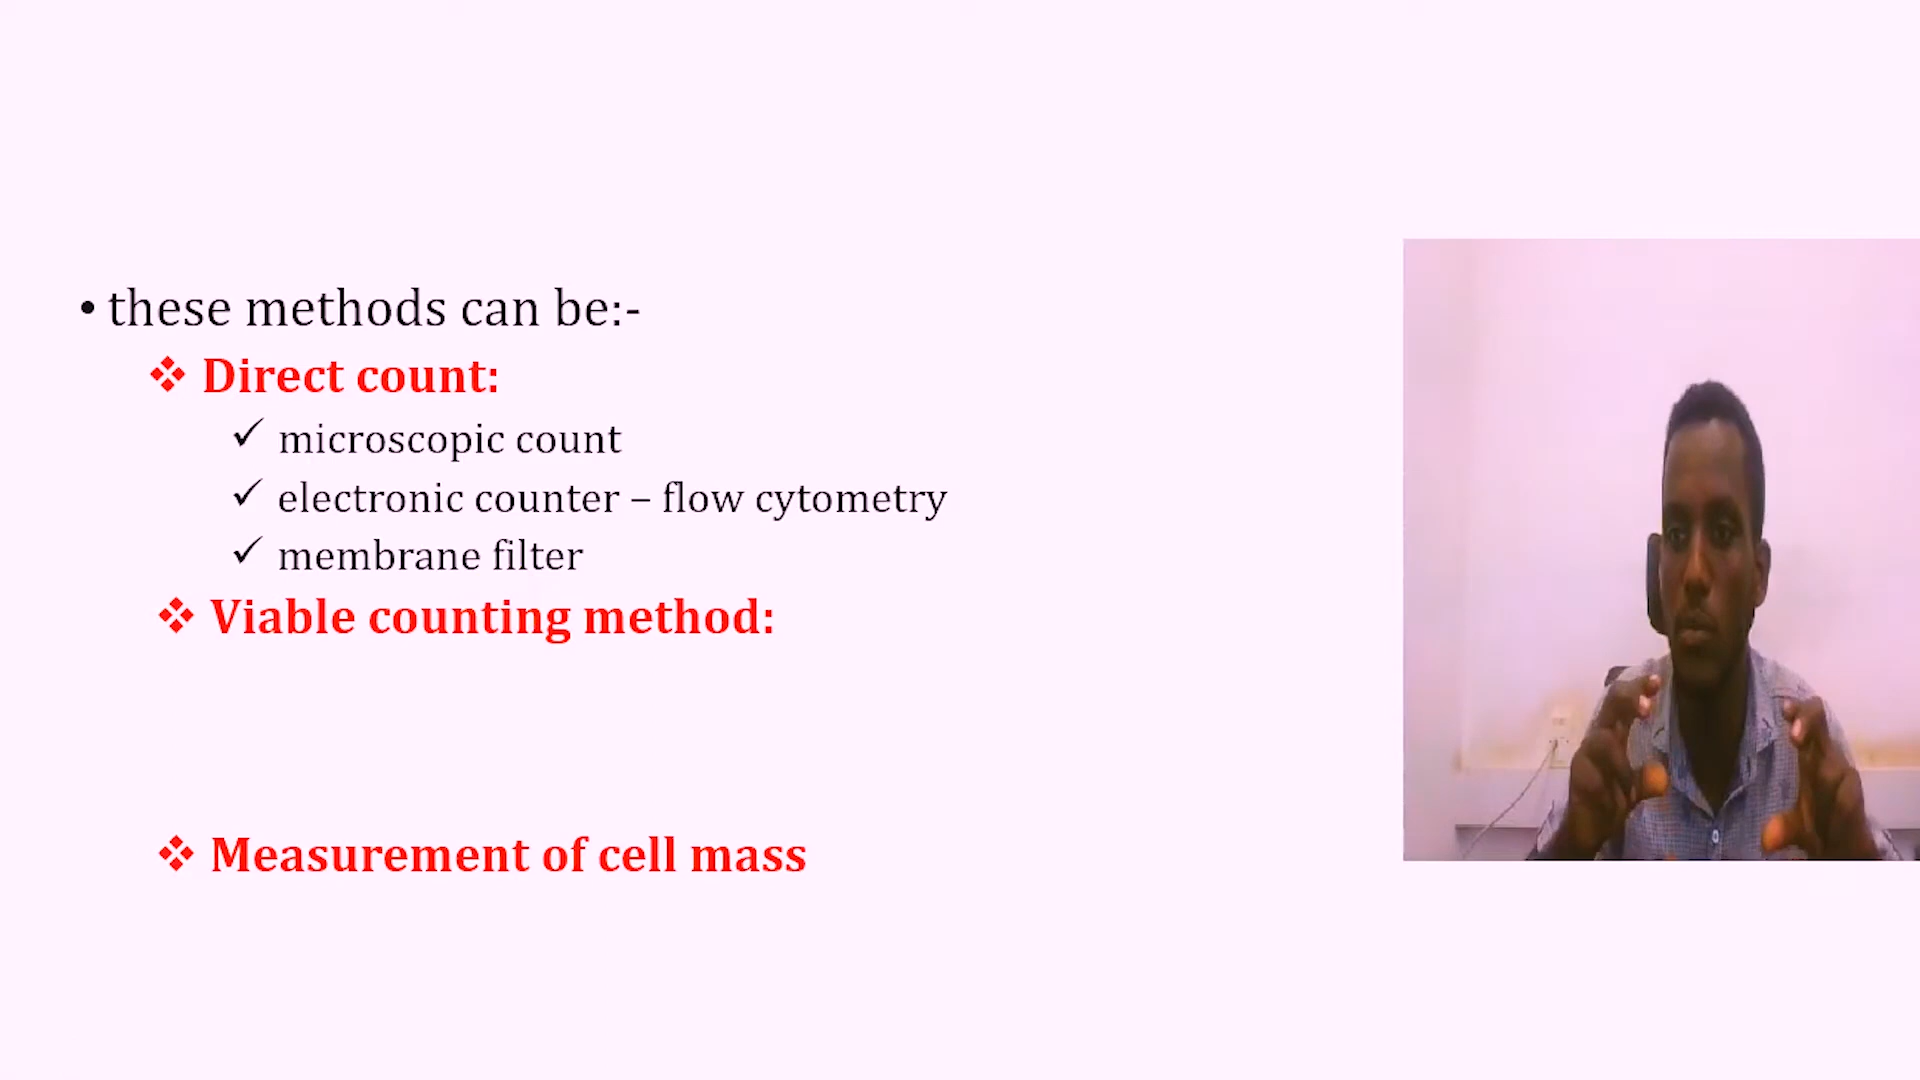 • these methods can be:-
❖ Direct count:
✓ microscopic count
✓ electronic counter – flow cytometry
✓ membrane filter
❖ Viable counting method:
❖ Measurement of cell mass